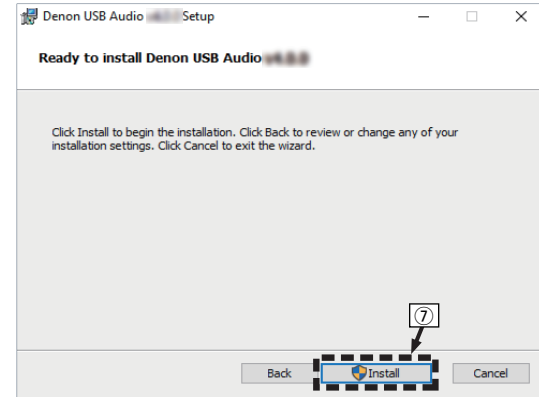 Denon USB Audio Setup
Ready to install Denon USB Audio
Click Install to begin the installation. Click Back to review or change any of your
installation settings. Click Cancel to exit the wizard.
⑦
Back Install Cancel